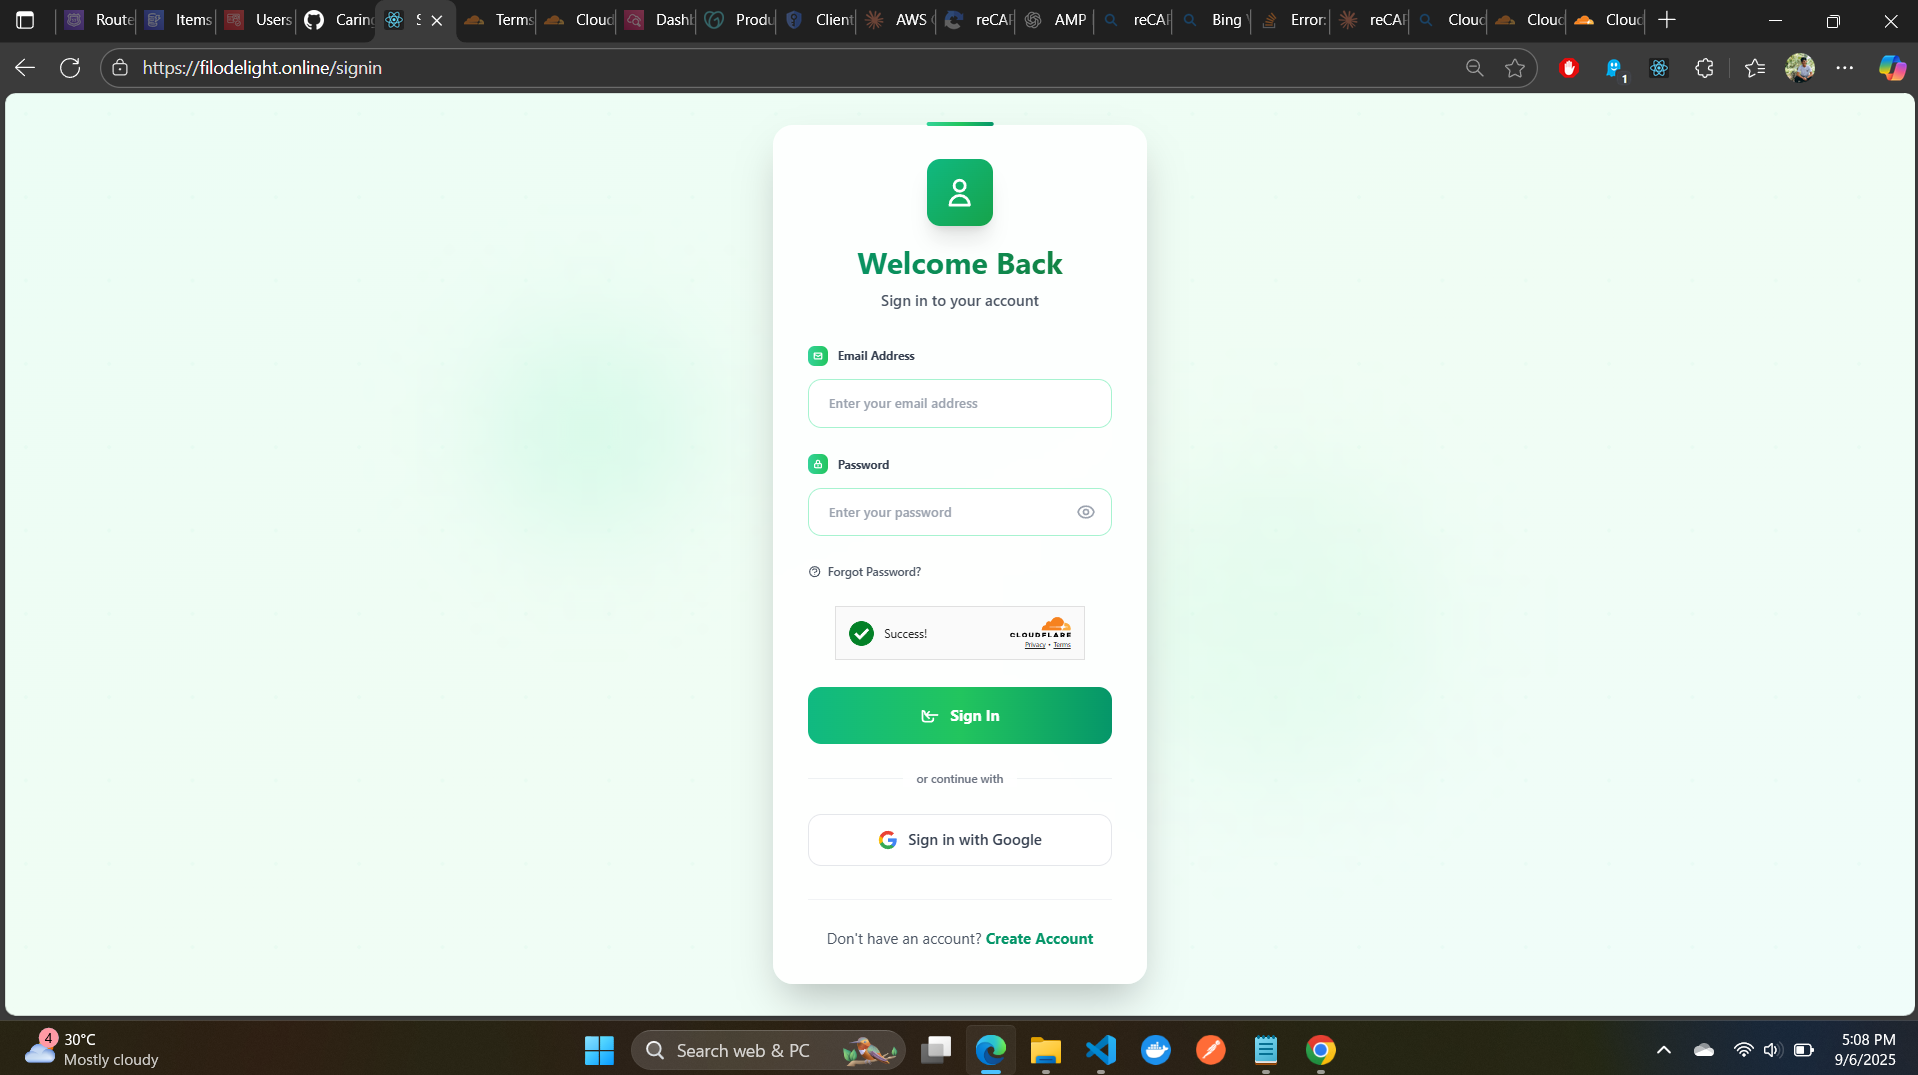 Route
Items
Users
Caring
S
Terms
Cloud
Dashb
Produ
Client
AWS
reCAP
AMP
reCAP
Bing
Error:
reCAP
Cloud
Cloud
Cloud
https://filodelight.online/signin
1
Welcome Back
Sign in to your account
Email Address
Enter your email address
Password
Enter your password
Forgot Password?
Success!
CLOUDFLARE
Privacy • Terms
Sign In
or continue with
Sign in with Google
Don't have an account? Create Account
4
30°C
Mostly cloudy
Search web & PC
5:08 PM
9/6/2025